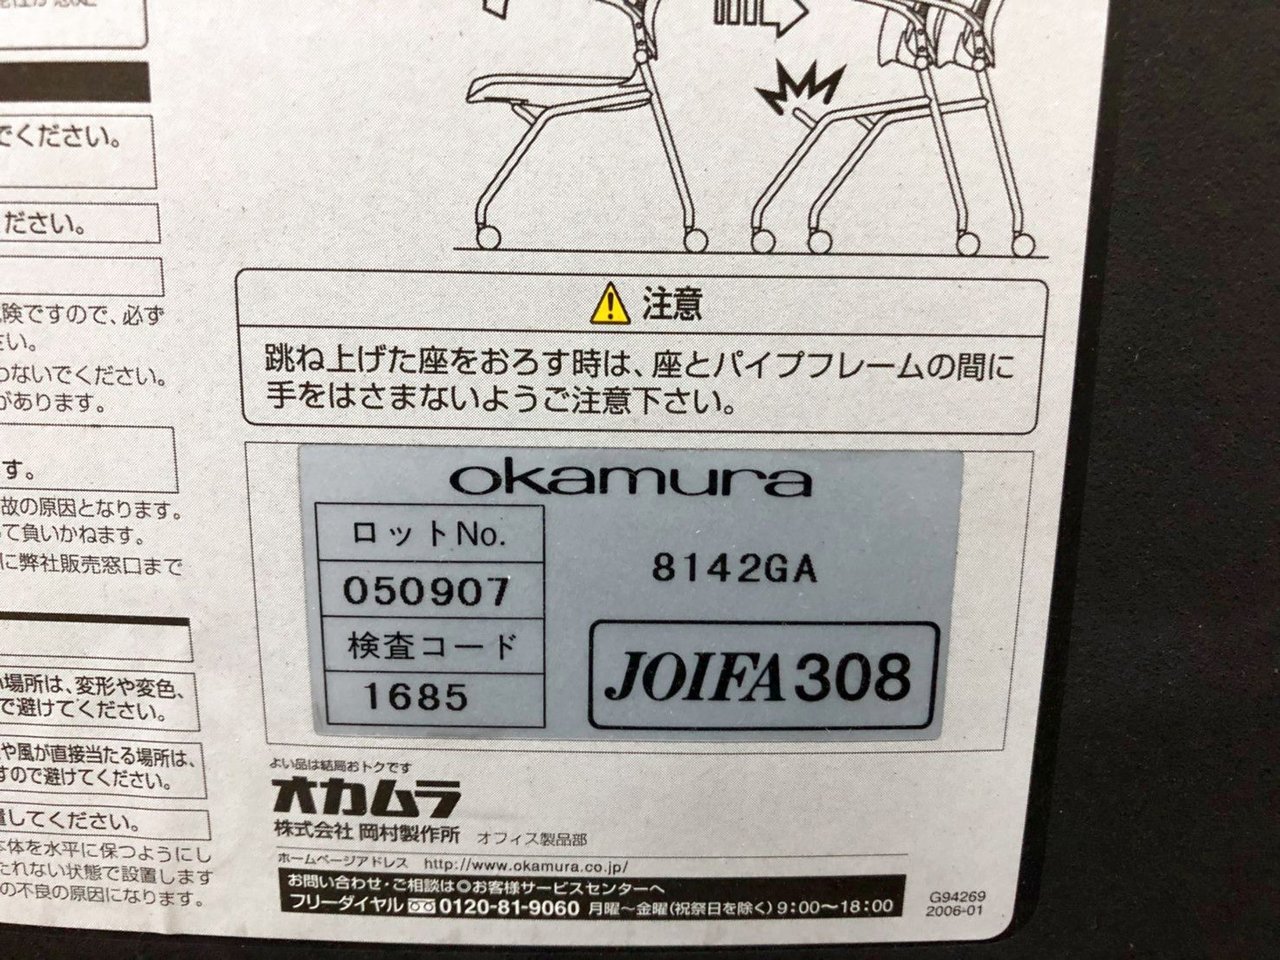 でください。
ださい。
険ですので、必ず
さい。
わないでください。
があります。
す。
故の原因となります。
て負いかねます。
に弊社販売窓口まで
場所は、変形や変色、
で避けてください。
や風が直接当たる場所は、
すので避けてください。
置してください。
本体を水平に保つようにし
たれない状態で設置します
の不良の原因になります。
注意
跳ね上げた座をおろす時は、座とパイプフレームの間に
手をはさまないようご注意下さい。
okamura
ロットNo.
050907
検査コード
1685
8142GA
JOIFA308
よい品は結局おトクです
オカムラ
株式会社 岡村製作所 オフィス製品部
ホームページアドレス http://www.okamura.co.jp/
お問い合わせ・ご相談は◎お客様サービスセンターへ
フリーダイヤル 0120-81-9060 月曜〜金曜(祝祭日を除く)9:00〜18:00
G94269
2006-01